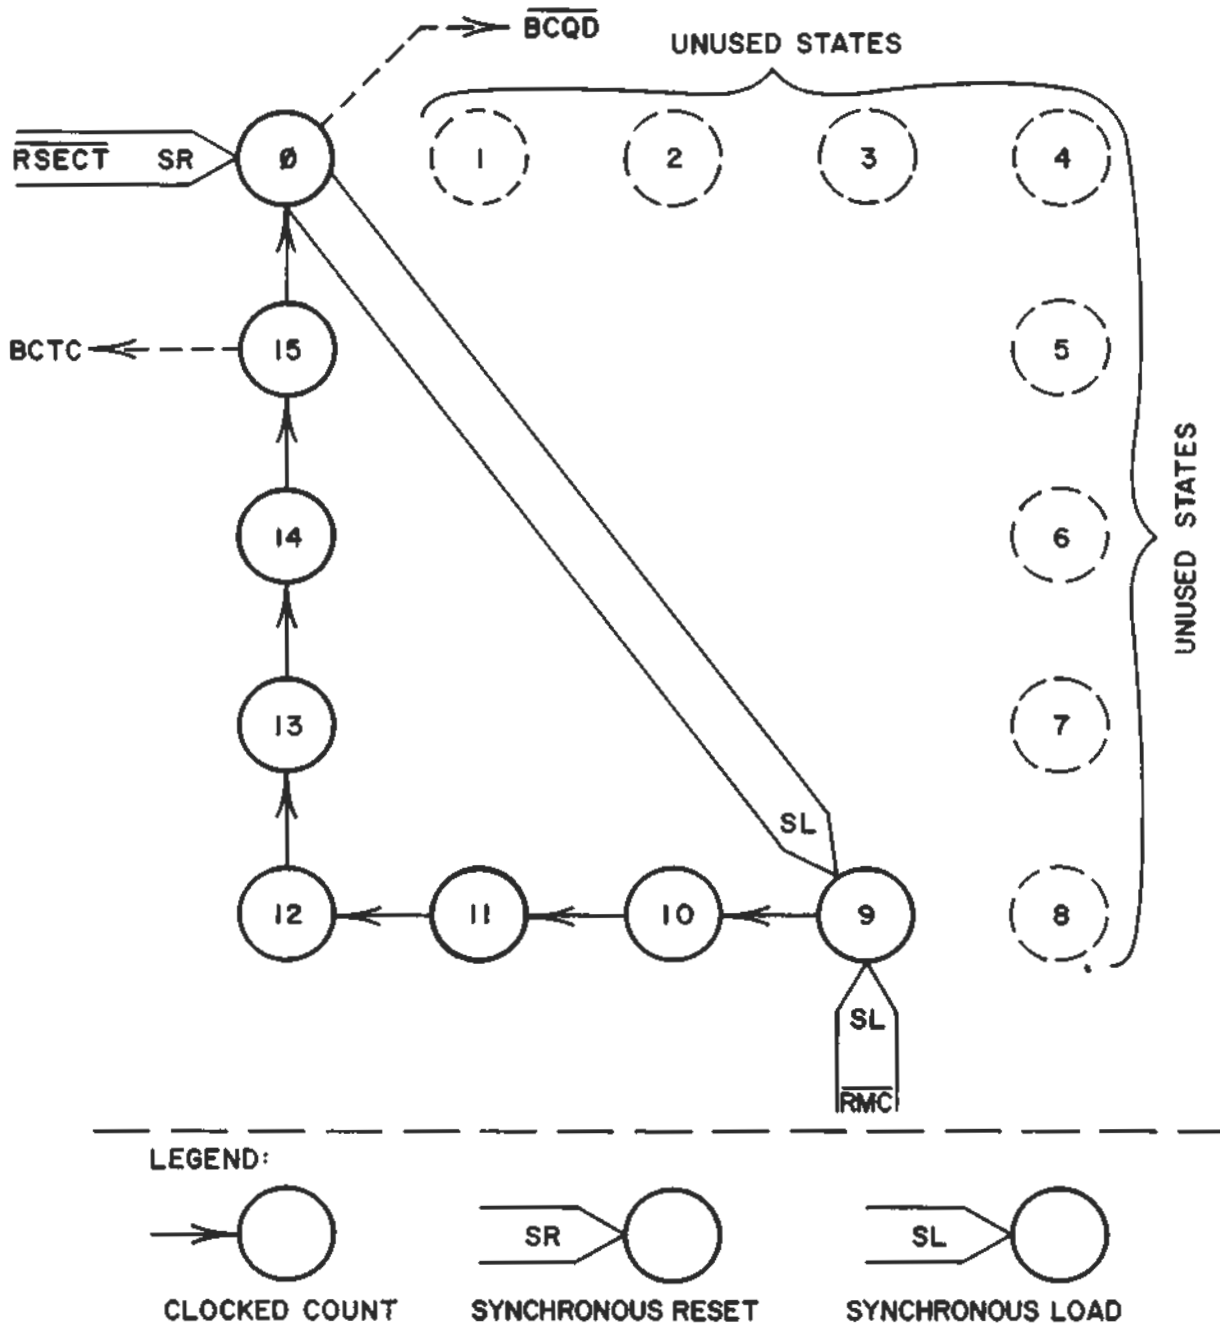 BCQD
UNUSED STATES
RSECT SR
0
1
2
3
4
BCTC
15
5
14
6
UNUSED STATES
13
7
SL
12
11
10
9
8
SL
RMC
LEGEND:
SR
SL
CLOCKED COUNT
SYNCHRONOUS RESET
SYNCHRONOUS LOAD